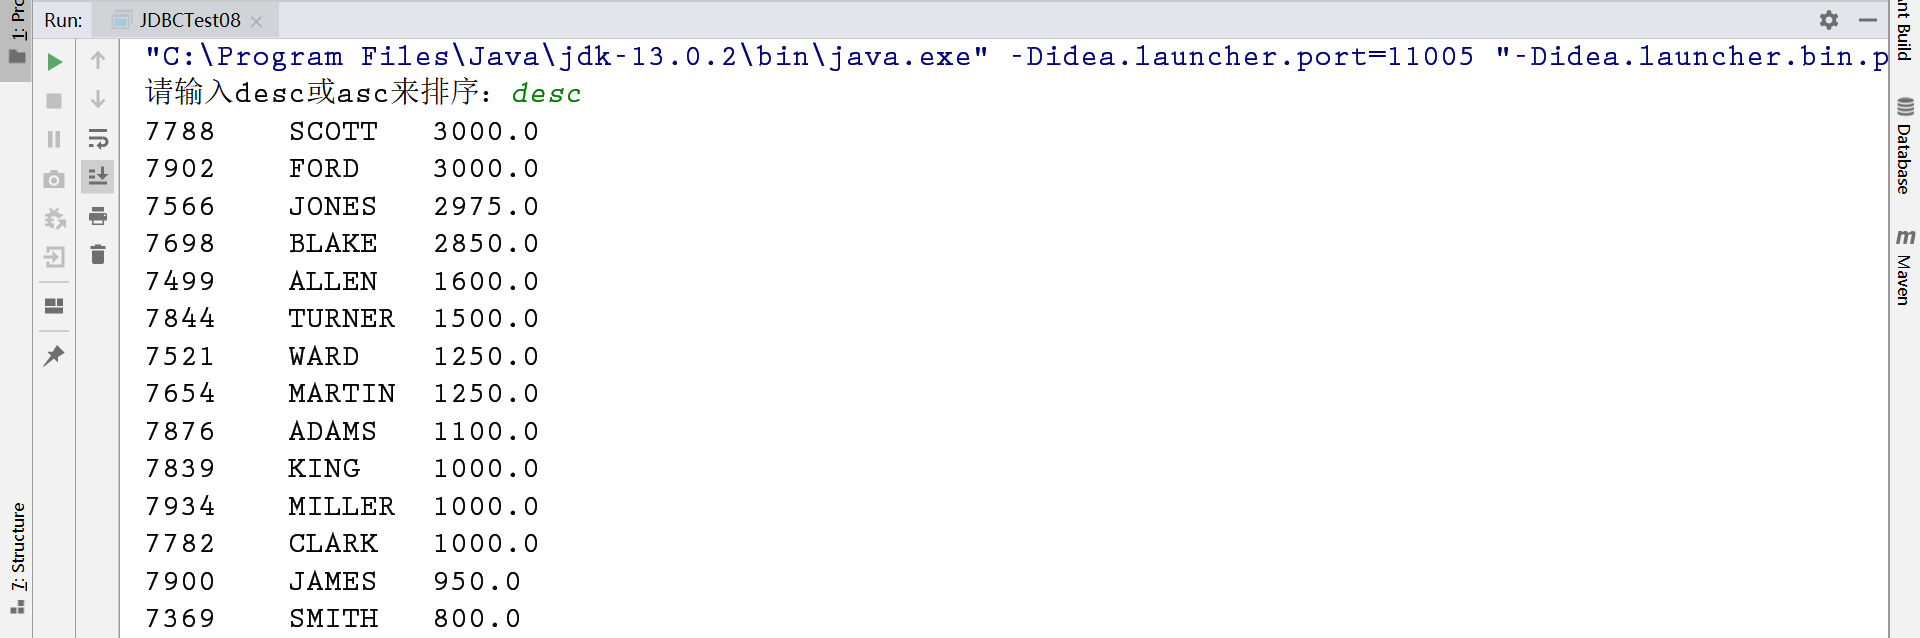 Run: JDBCTest08
"C:\Program Files\Java\jdk-13.0.2\bin\java.exe" -Didea.launcher.port=11005 "-Didea.launcher.bin.p
请输入desc或asc来排序：desc
7788 SCOTT 3000.0
7902 FORD 3000.0
7566 JONES 2975.0
7698 BLAKE 2850.0
7499 ALLEN 1600.0
7844 TURNER 1500.0
7521 WARD 1250.0
7654 MARTIN 1250.0
7876 ADAMS 1100.0
7839 KING 1000.0
7934 MILLER 1000.0
7782 CLARK 1000.0
7900 JAMES 950.0
7369 SMITH 800.0
1: Pro
7: Structure
nt Build
Database
m Maven